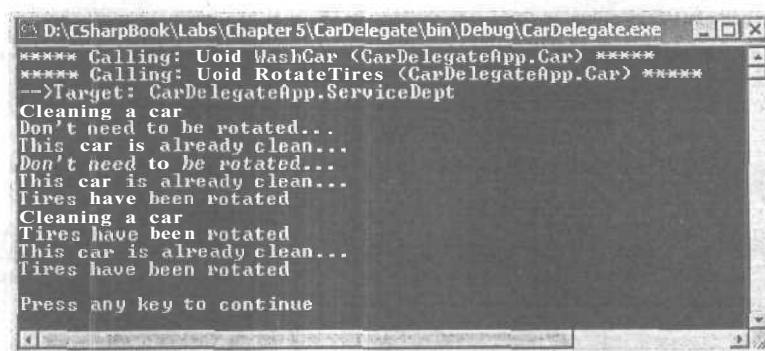 D:\CSharpBook\Labs\Chapter 5\CarDelegate\bin\Debug\CarDelegate.exe
***** Calling: Uoid WashCar (CarDelegateApp.Car) *****
***** Calling: Uoid RotateTires (CarDelegateApp.Car) *****
-->Target: CarDelegateApp.ServiceDept
Cleaning a car
Don't need to be rotated...
This car is already clean...
Don't need to be rotated...
This car is already clean...
Tires have been rotated
Cleaning a car
Tires have been rotated
This car is already clean...
Tires have been rotated
Press any key to continue